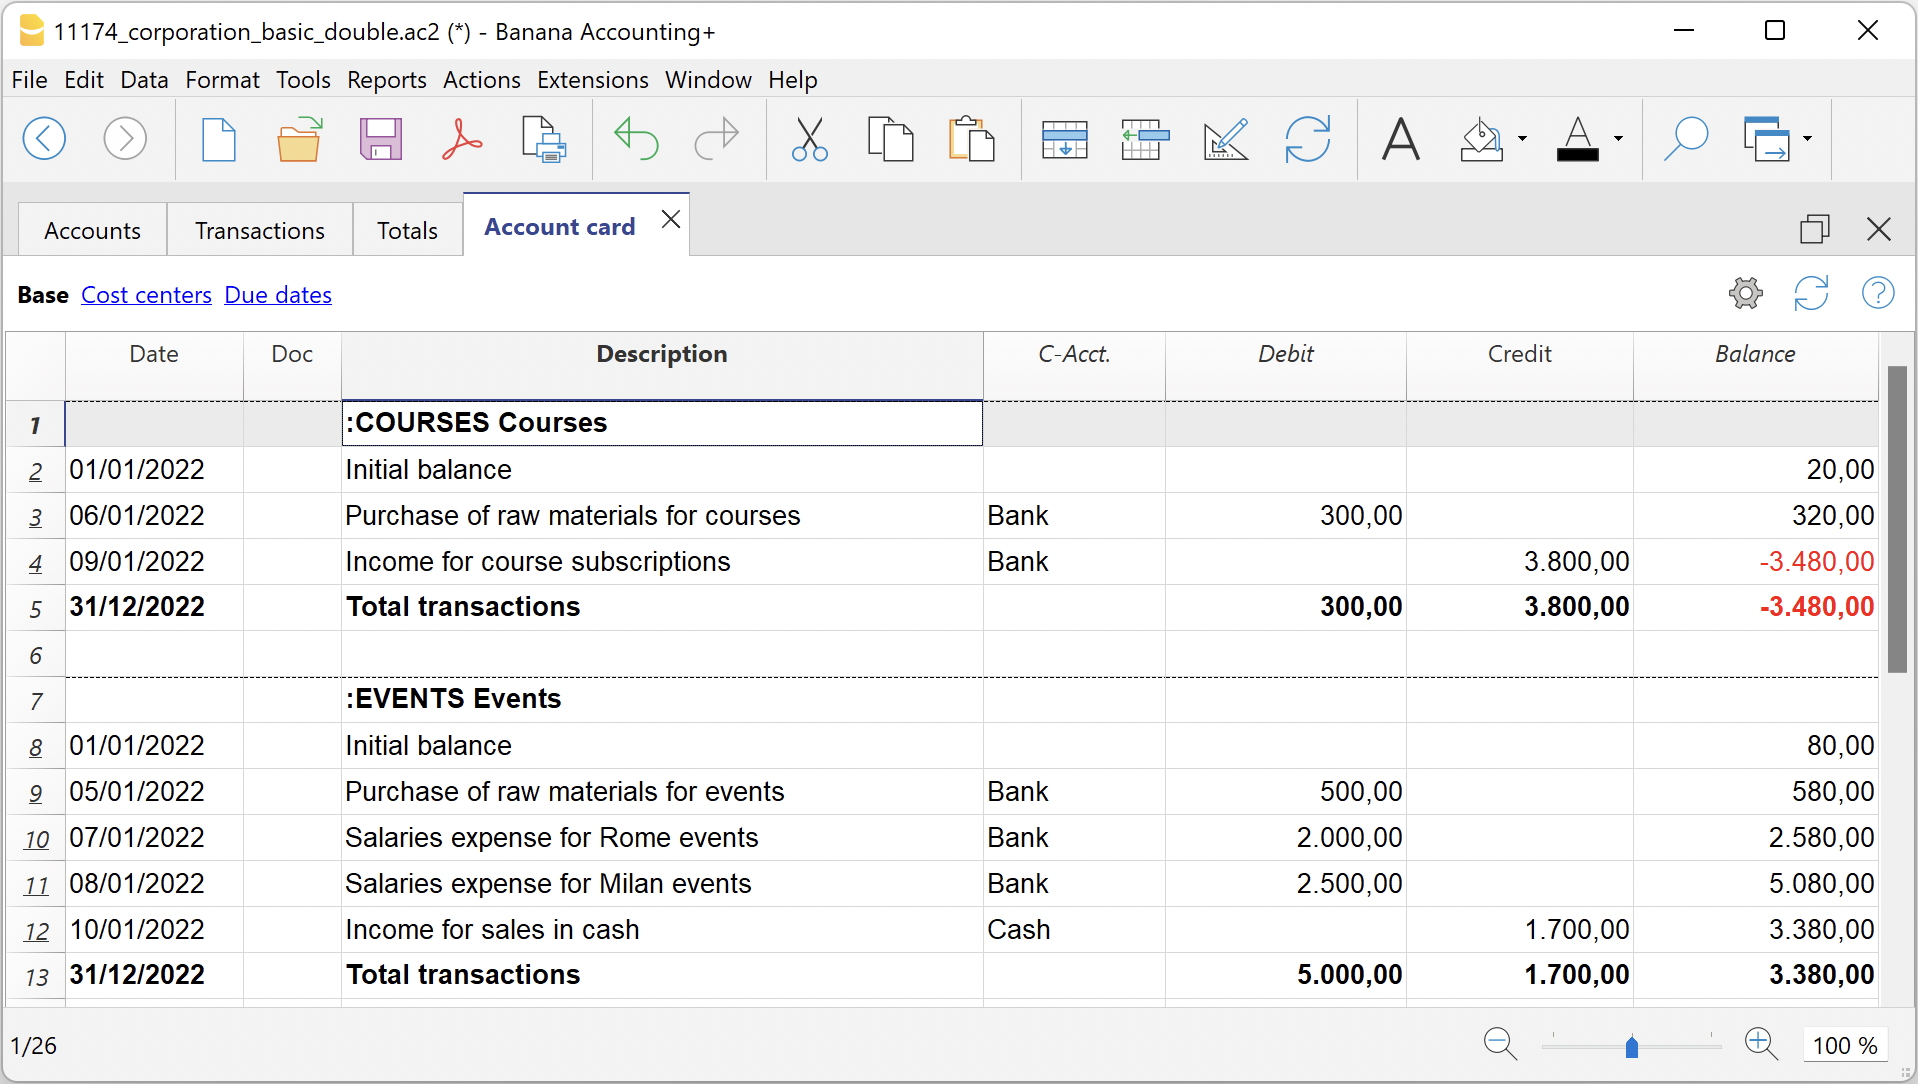 11174_corporation_basic_double.ac2 (*) - Banana Accounting+
File Edit Data Format Tools Reports Actions Extensions Window Help
Accounts Transactions Totals Account card
Base Cost centers Due dates
Date Doc Description C-Acct. Debit Credit Balance
1 :COURSES Courses
2 01/01/2022 Initial balance 20,00
3 06/01/2022 Purchase of raw materials for courses Bank 300,00 320,00
4 09/01/2022 Income for course subscriptions Bank 3.800,00 -3.480,00
5 31/12/2022 Total transactions 300,00 3.800,00 -3.480,00
6
7 :EVENTS Events
8 01/01/2022 Initial balance 80,00
9 05/01/2022 Purchase of raw materials for events Bank 500,00 580,00
10 07/01/2022 Salaries expense for Rome events Bank 2.000,00 2.580,00
11 08/01/2022 Salaries expense for Milan events Bank 2.500,00 5.080,00
12 10/01/2022 Income for sales in cash Cash 1.700,00 3.380,00
13 31/12/2022 Total transactions 5.000,00 1.700,00 3.380,00
1/26 100 %